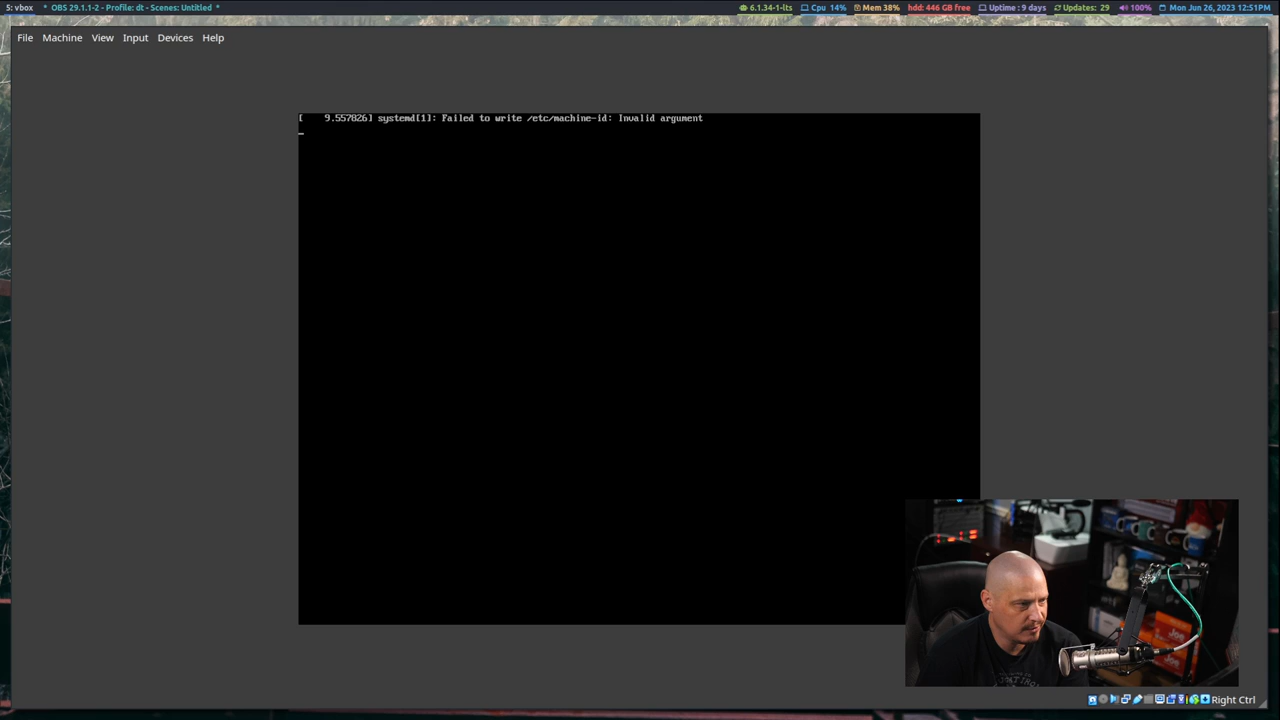 5: vbox * OBS 29.1.1-2 - Profile: dt - Scenes: Untitled * 6.1.34-1-lts Cpu 14% Mem 38% hdd: 446 GB free Uptime : 9 days Updates: 29 100% Mon Jun 26, 2023 12:51PM
File Machine View Input Devices Help
[    9.557826] systemd[1]: Failed to write /etc/machine-id: Invalid argument
Joe
Right Ctrl